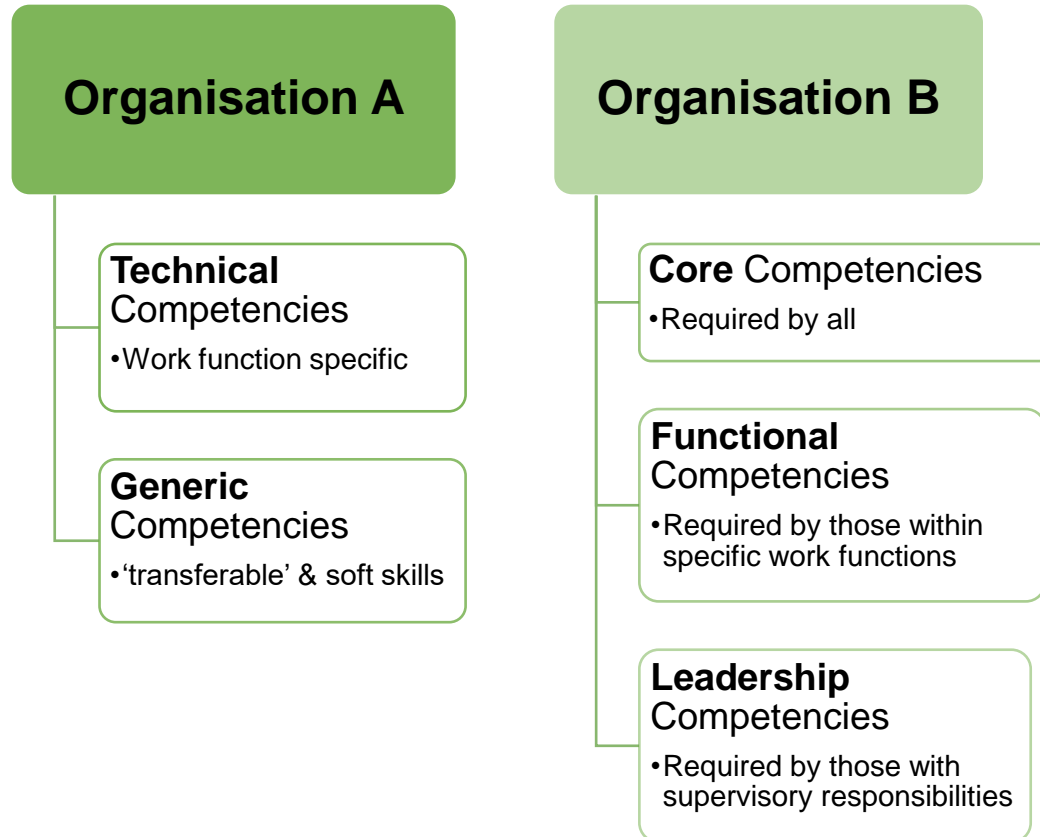 Organisation A
Technical
Competencies
•Work function specific
Generic
Competencies
•‘transferable’ & soft skills
Organisation B
Core Competencies
•Required by all
Functional
Competencies
•Required by those within
specific work functions
Leadership
Competencies
•Required by those with
supervisory responsibilities